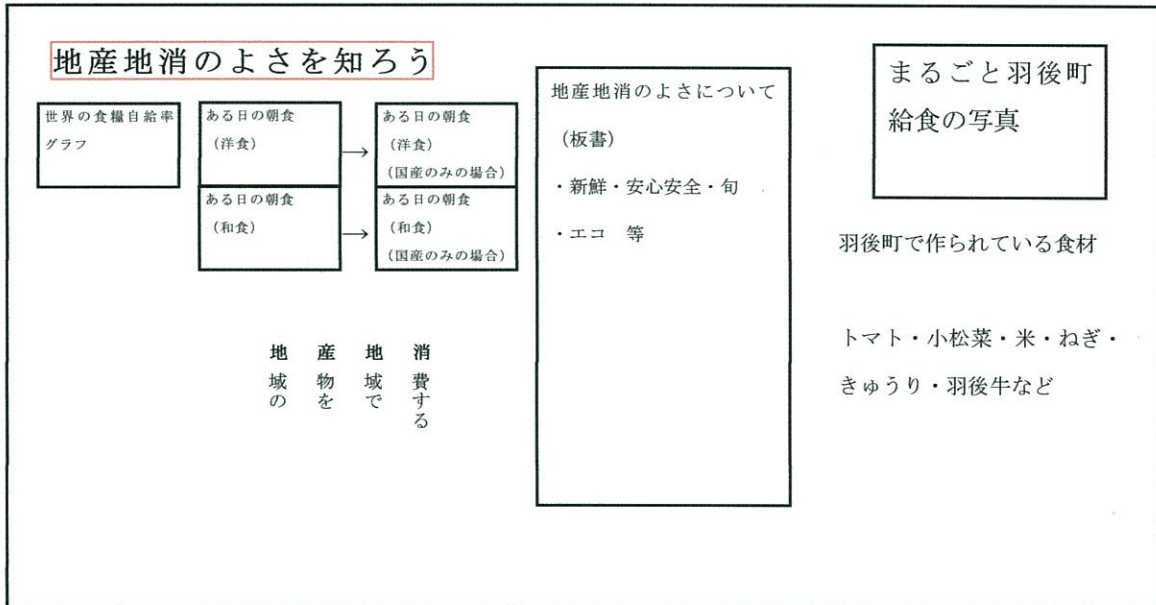 地産地消のよさを知ろう
世界の食糧自給率
グラフ
ある日の朝食
（洋食）
→
ある日の朝食
（洋食）
（国産のみの場合）
ある日の朝食
（和食）
→
ある日の朝食
（和食）
（国産のみの場合）
地域の
産物を
地域で
消費する
地産地消のよさについて
（板書）
・新鮮・安心安全・旬
・エコ　等
まるごと羽後町
給食の写真
羽後町で作られている食材
トマト・小松菜・米・ねぎ・
きゅうり・羽後牛など